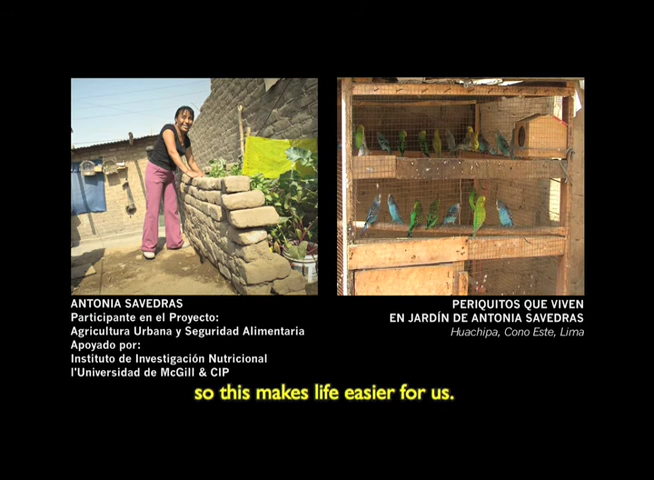 ANTONIA SAVEDRAS
Participante en el Proyecto:
Agricultura Urbana y Seguridad Alimentaria
Apoyado por:
Instituto de Investigación Nutricional
l'Universidad de McGill & CIP
PERIQUITOS QUE VIVEN
EN JARDÍN DE ANTONIA SAVEDRAS
Huachipa, Cono Este, Lima
so this makes life easier for us.